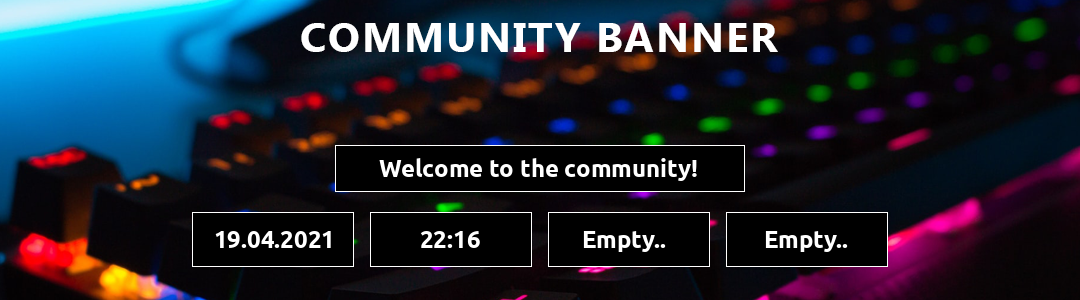 COMMUNITY BANNER
Welcome to the community!
19.04.2021 22:16 Empty.. Empty..